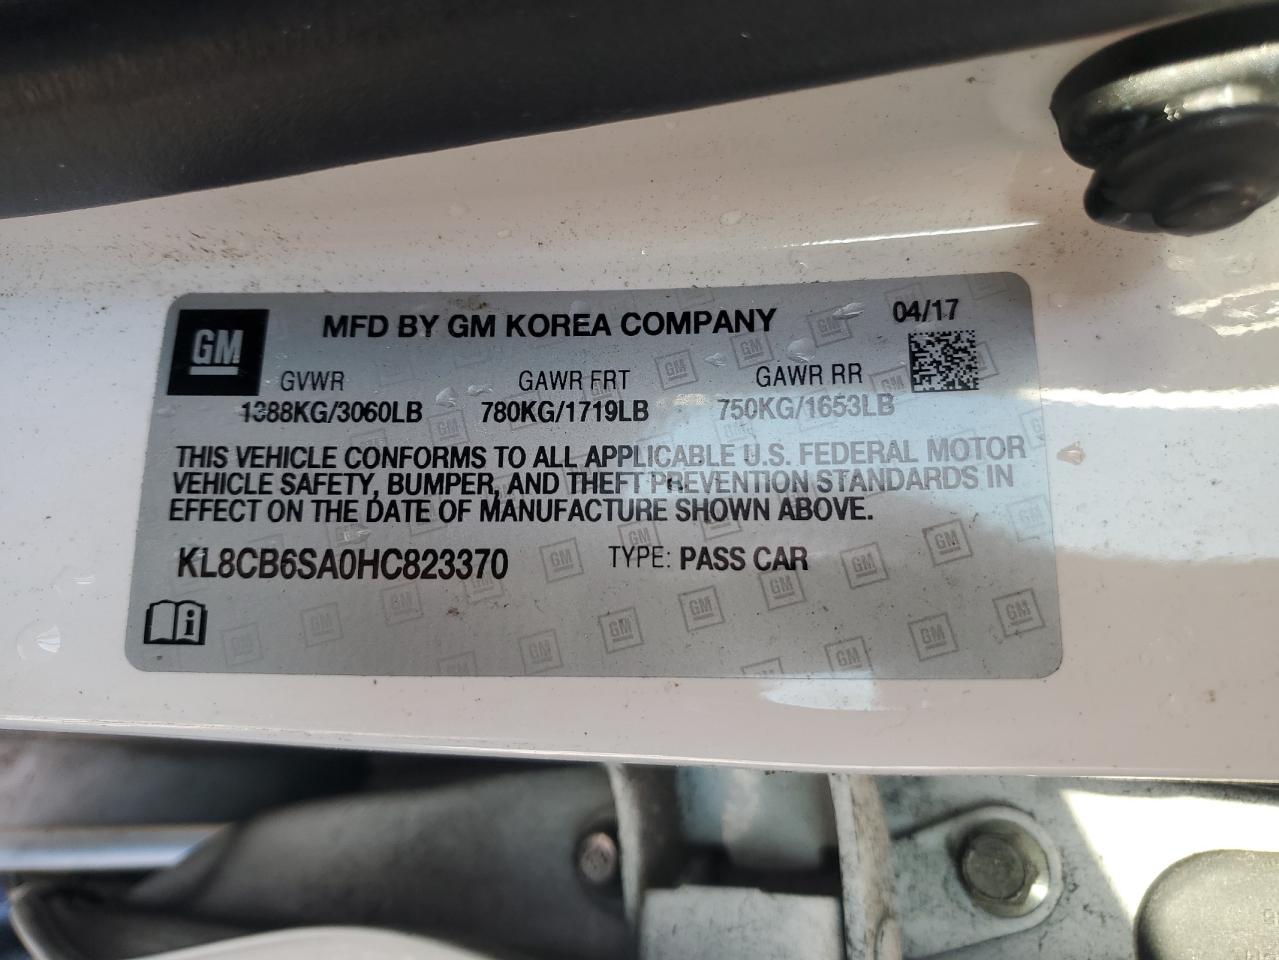 GM
MFD BY GM KOREA COMPANY
04/17
GVWR GAWR FRT GAWR RR
1388KG/3060LB 780KG/1719LB 750KG/1653LB
THIS VEHICLE CONFORMS TO ALL APPLICABLE U.S. FEDERAL MOTOR
VEHICLE SAFETY, BUMPER, AND THEFT PREVENTION STANDARDS IN
EFFECT ON THE DATE OF MANUFACTURE SHOWN ABOVE.
KL8CB6SA0HC823370 TYPE: PASS CAR